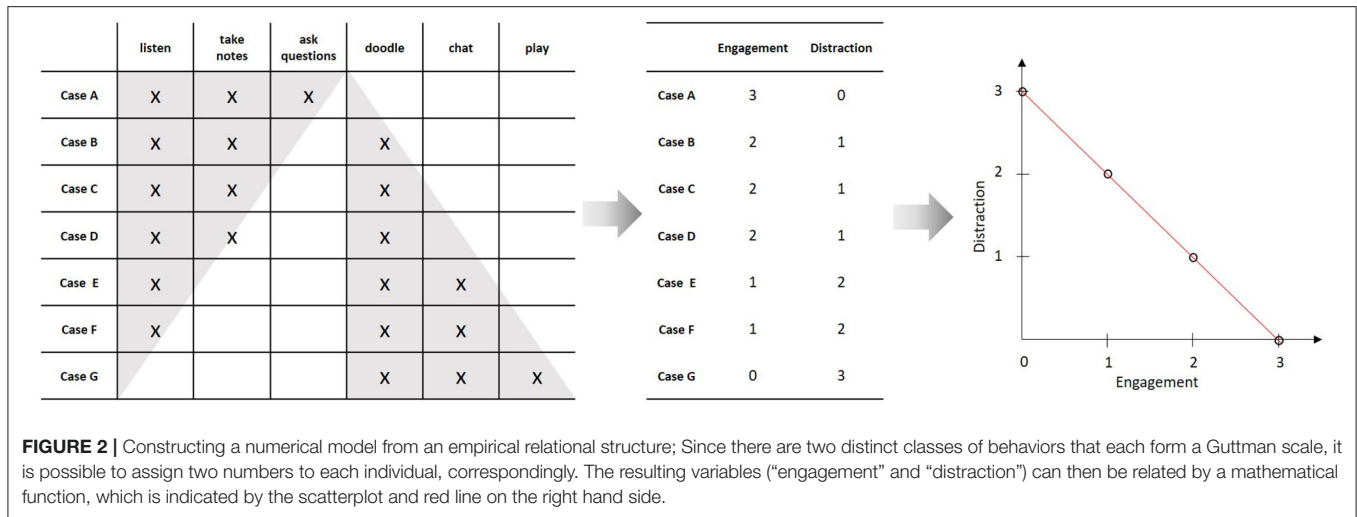 listen take notes ask questions doodle chat play
Case A X X X
Case B X X X
Case C X X X
Case D X X X
Case E X X X
Case F X X X
Case G X X X
Engagement Distraction
Case A 3 0
Case B 2 1
Case C 2 1
Case D 2 1
Case E 1 2
Case F 1 2
Case G 0 3
Distraction
3
2
1
0 1 2 3
Engagement
FIGURE 2 | Constructing a numerical model from an empirical relational structure; Since there are two distinct classes of behaviors that each form a Guttman scale, it
is possible to assign two numbers to each individual, correspondingly. The resulting variables (“engagement” and “distraction”) can then be related by a mathematical
function, which is indicated by the scatterplot and red line on the right hand side.